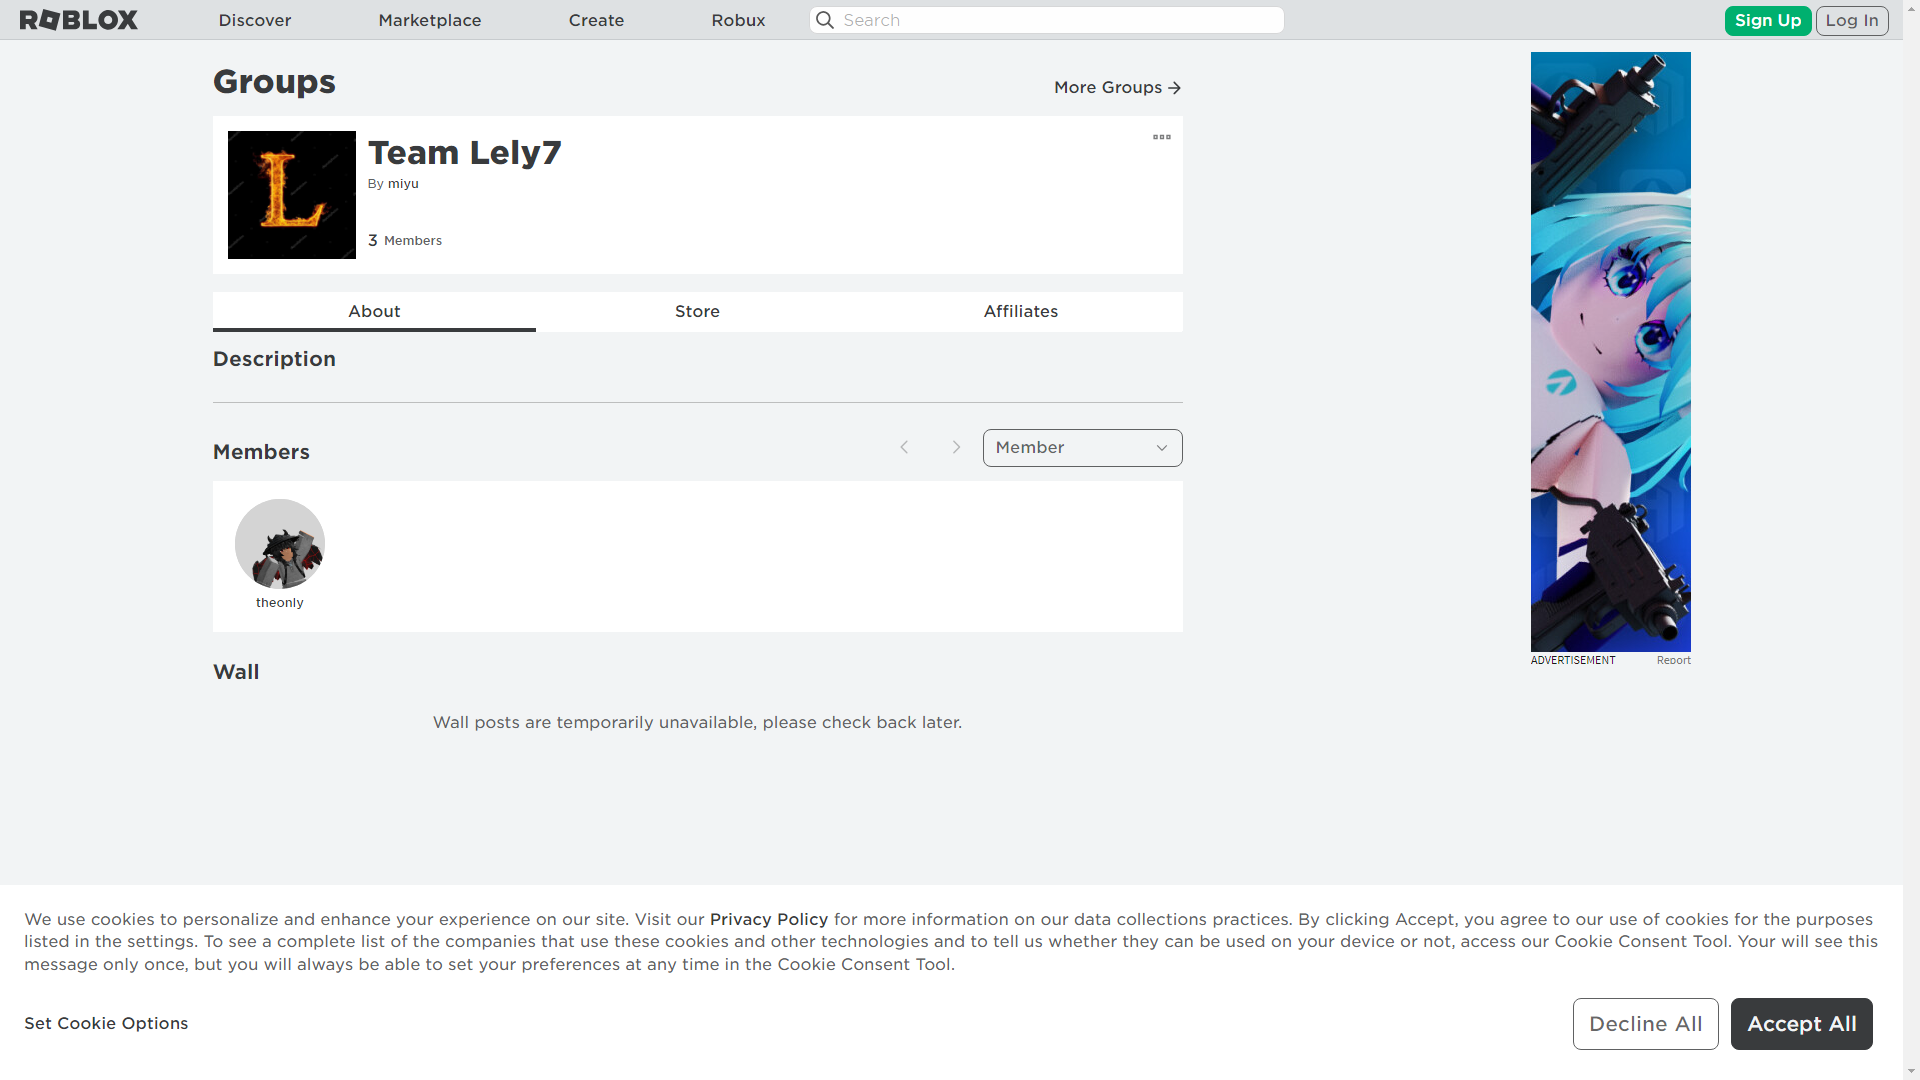 ROBLOX
Discover
Marketplace
Create
Robux
Search
Sign Up
Log In
Groups
More Groups
L
Team Lely7
By miyu
3 Members
About
Store
Affiliates
Description
Members
Member
theonly
Wall
Wall posts are temporarily unavailable, please check back later.
ADVERTISEMENT
Report
We use cookies to personalize and enhance your experience on our site. Visit our Privacy Policy for more information on our data collections practices. By clicking Accept, you agree to our use of cookies for the purposes
listed in the settings. To see a complete list of the companies that use these cookies and other technologies and to tell us whether they can be used on your device or not, access our Cookie Consent Tool. Your will see this
message only once, but you will always be able to set your preferences at any time in the Cookie Consent Tool.
Set Cookie Options
Decline All
Accept All